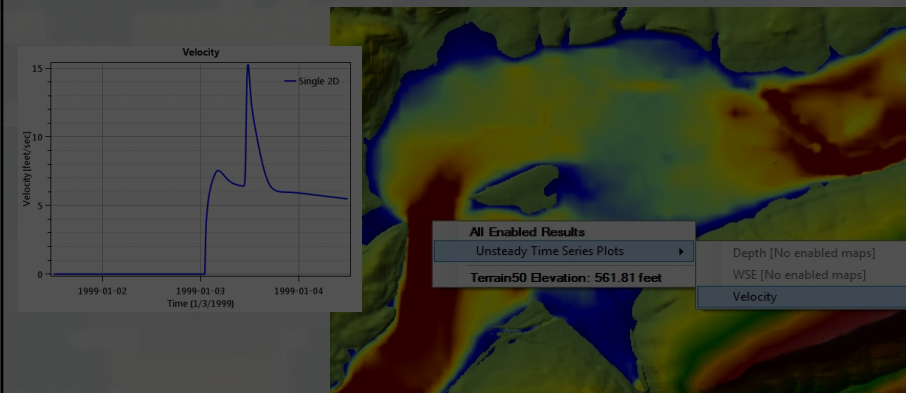 Velocity
15
Single 2D
10
Velocity [feet/sec]
5
0
1999-01-02
1999-01-03
1999-01-04
Time (1/3/1999)
All Enabled Results
Unsteady Time Series Plots
Terrain50 Elevation: 561.81 feet
Depth [No enabled maps]
WSE [No enabled maps]
Velocity